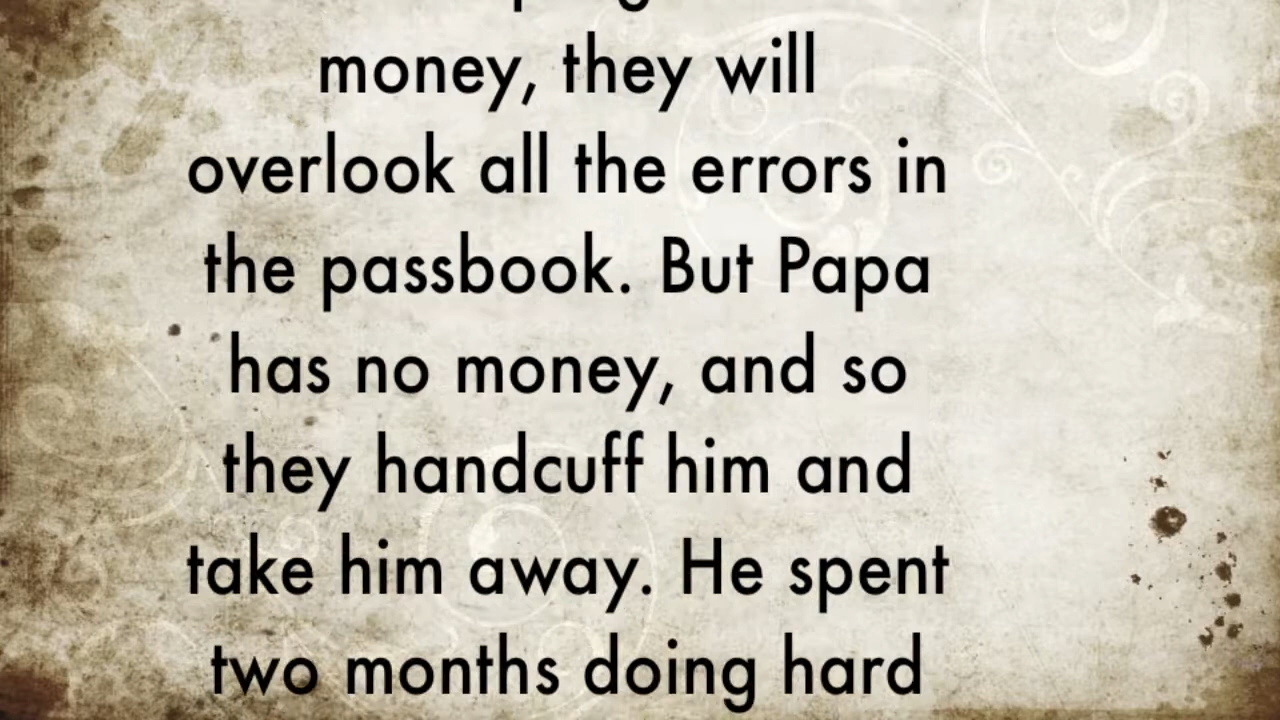 money, they will
overlook all the errors in
the passbook. But Papa
has no money, and so
they handcuff him and
take him away. He spent
two months doing hard